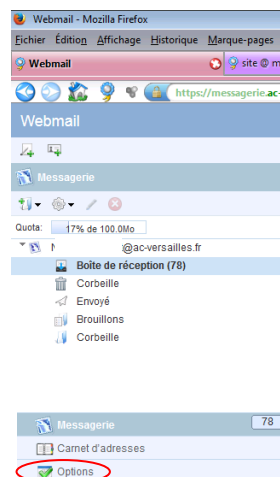 Webmail - Mozilla Firefox
Fichier Édition Affichage Historique Marque-pages
Webmail site @ m
https://messagerie.ac-
Webmail
Messagerie
Quota: 17% de 100.0Mo
@ac-versailles.fr
Boîte de réception (78)
Corbeille
Envoyé
Brouillons
Corbeille
Messagerie 78
Carnet d'adresses
Options